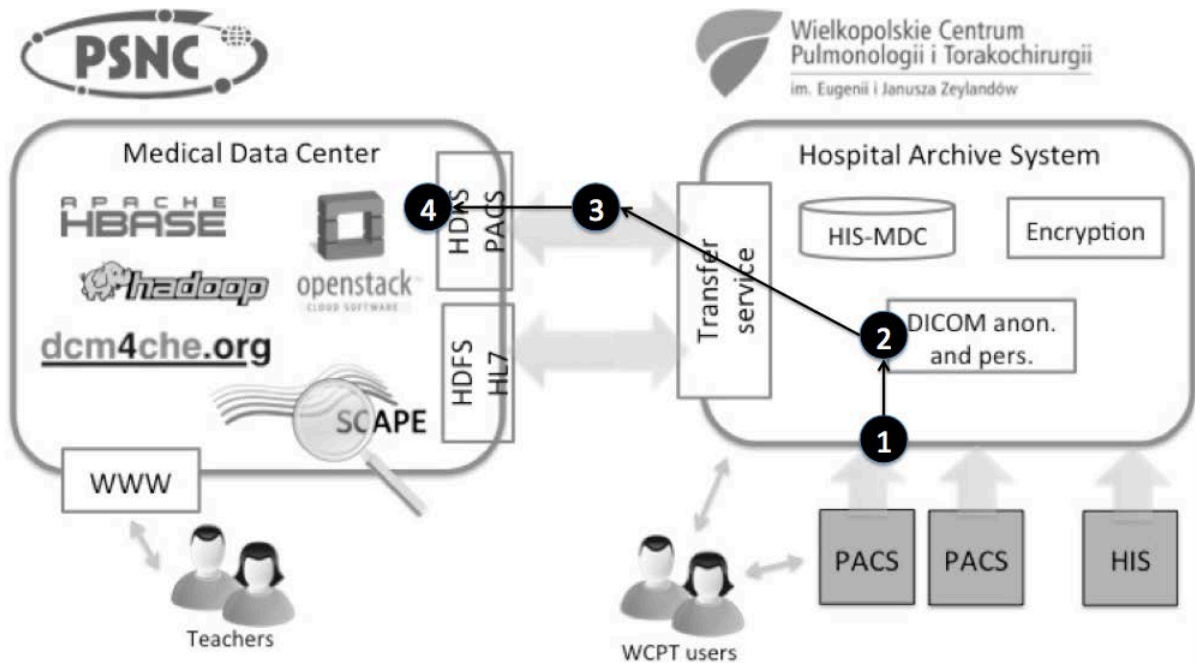 PSNC
Wielkopolskie Centrum
Pulmonologii i Torakochirurgii
im. Eugenii i Janusza Zeylandów
Medical Data Center
APACHE
HBASE
hadoop
dcm4che.org
openstack™
CLOUD SOFTWARE
SCAPE
HDFS
PACS
HDFS
HL7
WWW
Teachers
4
3
Hospital Archive System
Transfer
service
HIS-MDC
Encryption
2
DICOM anon.
and pers.
1
PACS
PACS
HIS
WCPT users